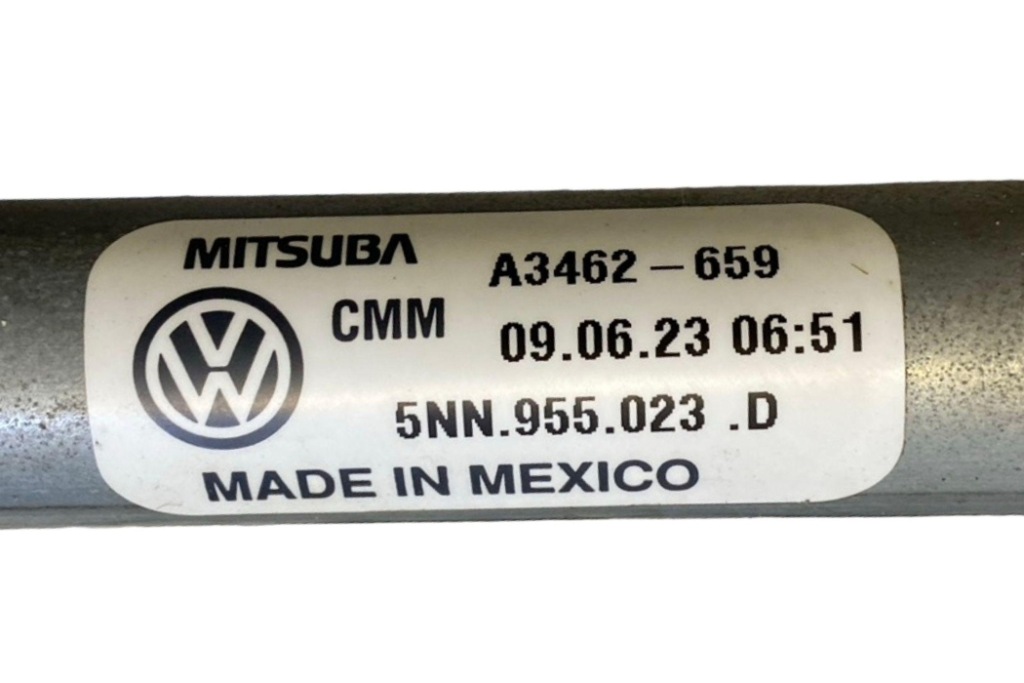 MITSUBA A3462-659
CMM 09.06.23 06:51
5NN.955.023 .D
MADE IN MEXICO